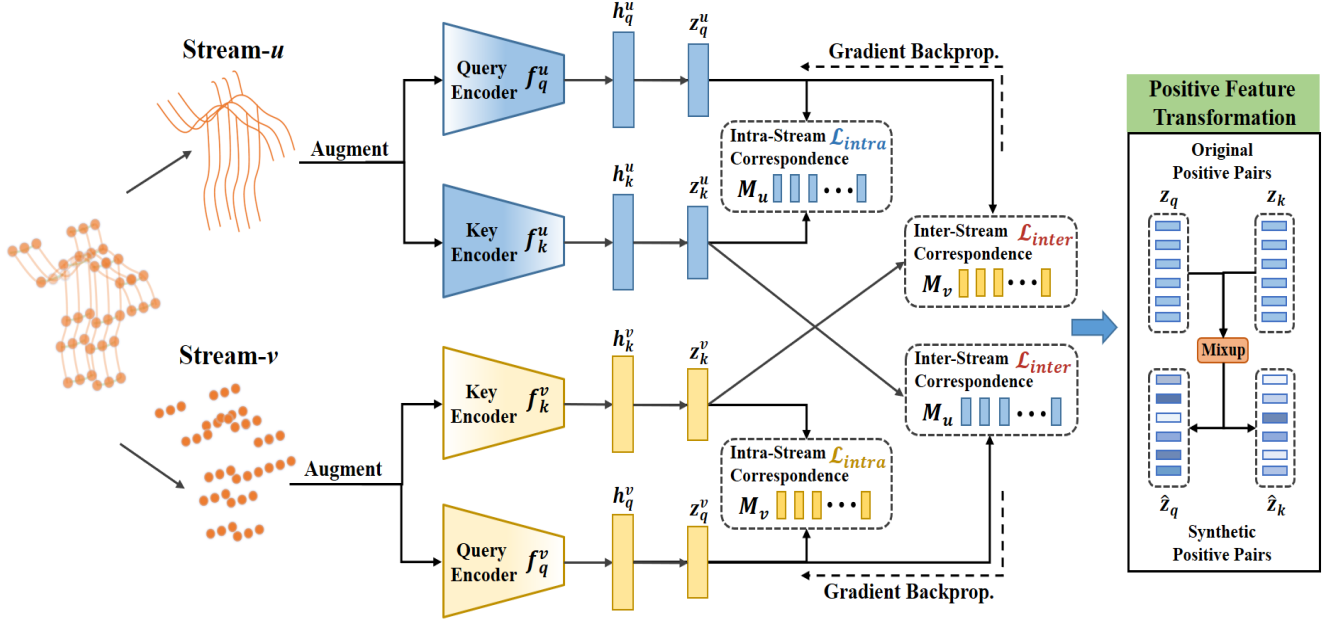 Stream-u
Augment
Query
Encoder
f_q^u
h_q^u
z_q^u
Gradient Backprop.
Intra-Stream ℒ_intra
Correspondence
M_u •••
Key
Encoder
f_k^u
h_k^u
z_k^u
Inter-Stream ℒ_inter
Correspondence
M_v •••
Stream-v
Augment
Key
Encoder
f_k^v
h_k^v
z_k^v
Inter-Stream ℒ_inter
Correspondence
M_u •••
Intra-Stream ℒ_intra
Correspondence
M_v •••
Query
Encoder
f_q^v
h_q^v
z_q^v
Gradient Backprop.
Positive Feature
Transformation
Original
Positive Pairs
z_q z_k
Mixup
ẑ_q ẑ_k
Synthetic
Positive Pairs